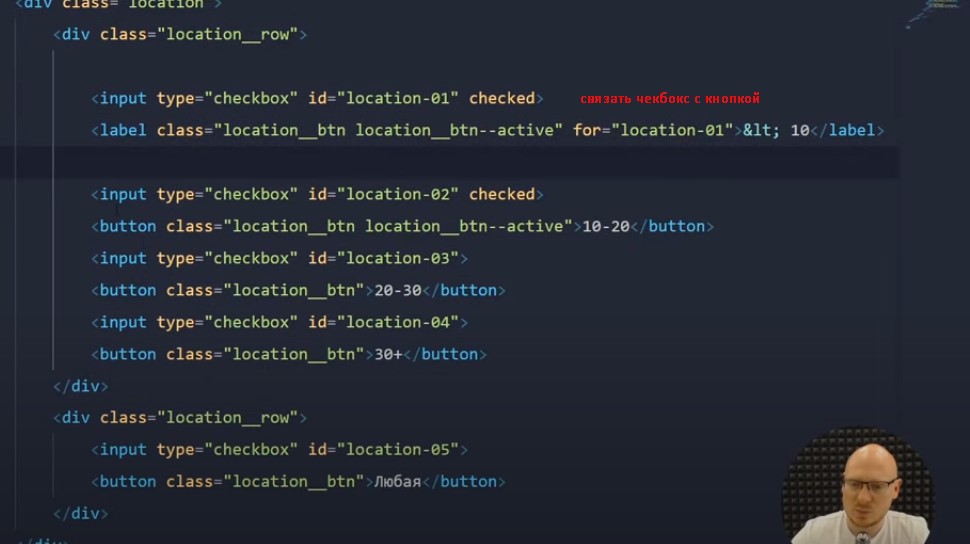 <div class="location">
<div class="location__row">
<input type="checkbox" id="location-01" checked> связать чекбокс с кнопкой
<label class="location__btn location__btn--active" for="location-01">&lt; 10</label>
<input type="checkbox" id="location-02" checked>
<button class="location__btn location__btn--active">10-20</button>
<input type="checkbox" id="location-03">
<button class="location__btn">20-30</button>
<input type="checkbox" id="location-04">
<button class="location__btn">30+</button>
</div>
<div class="location__row">
<input type="checkbox" id="location-05">
<button class="location__btn">Любая</button>
</div>
</div>